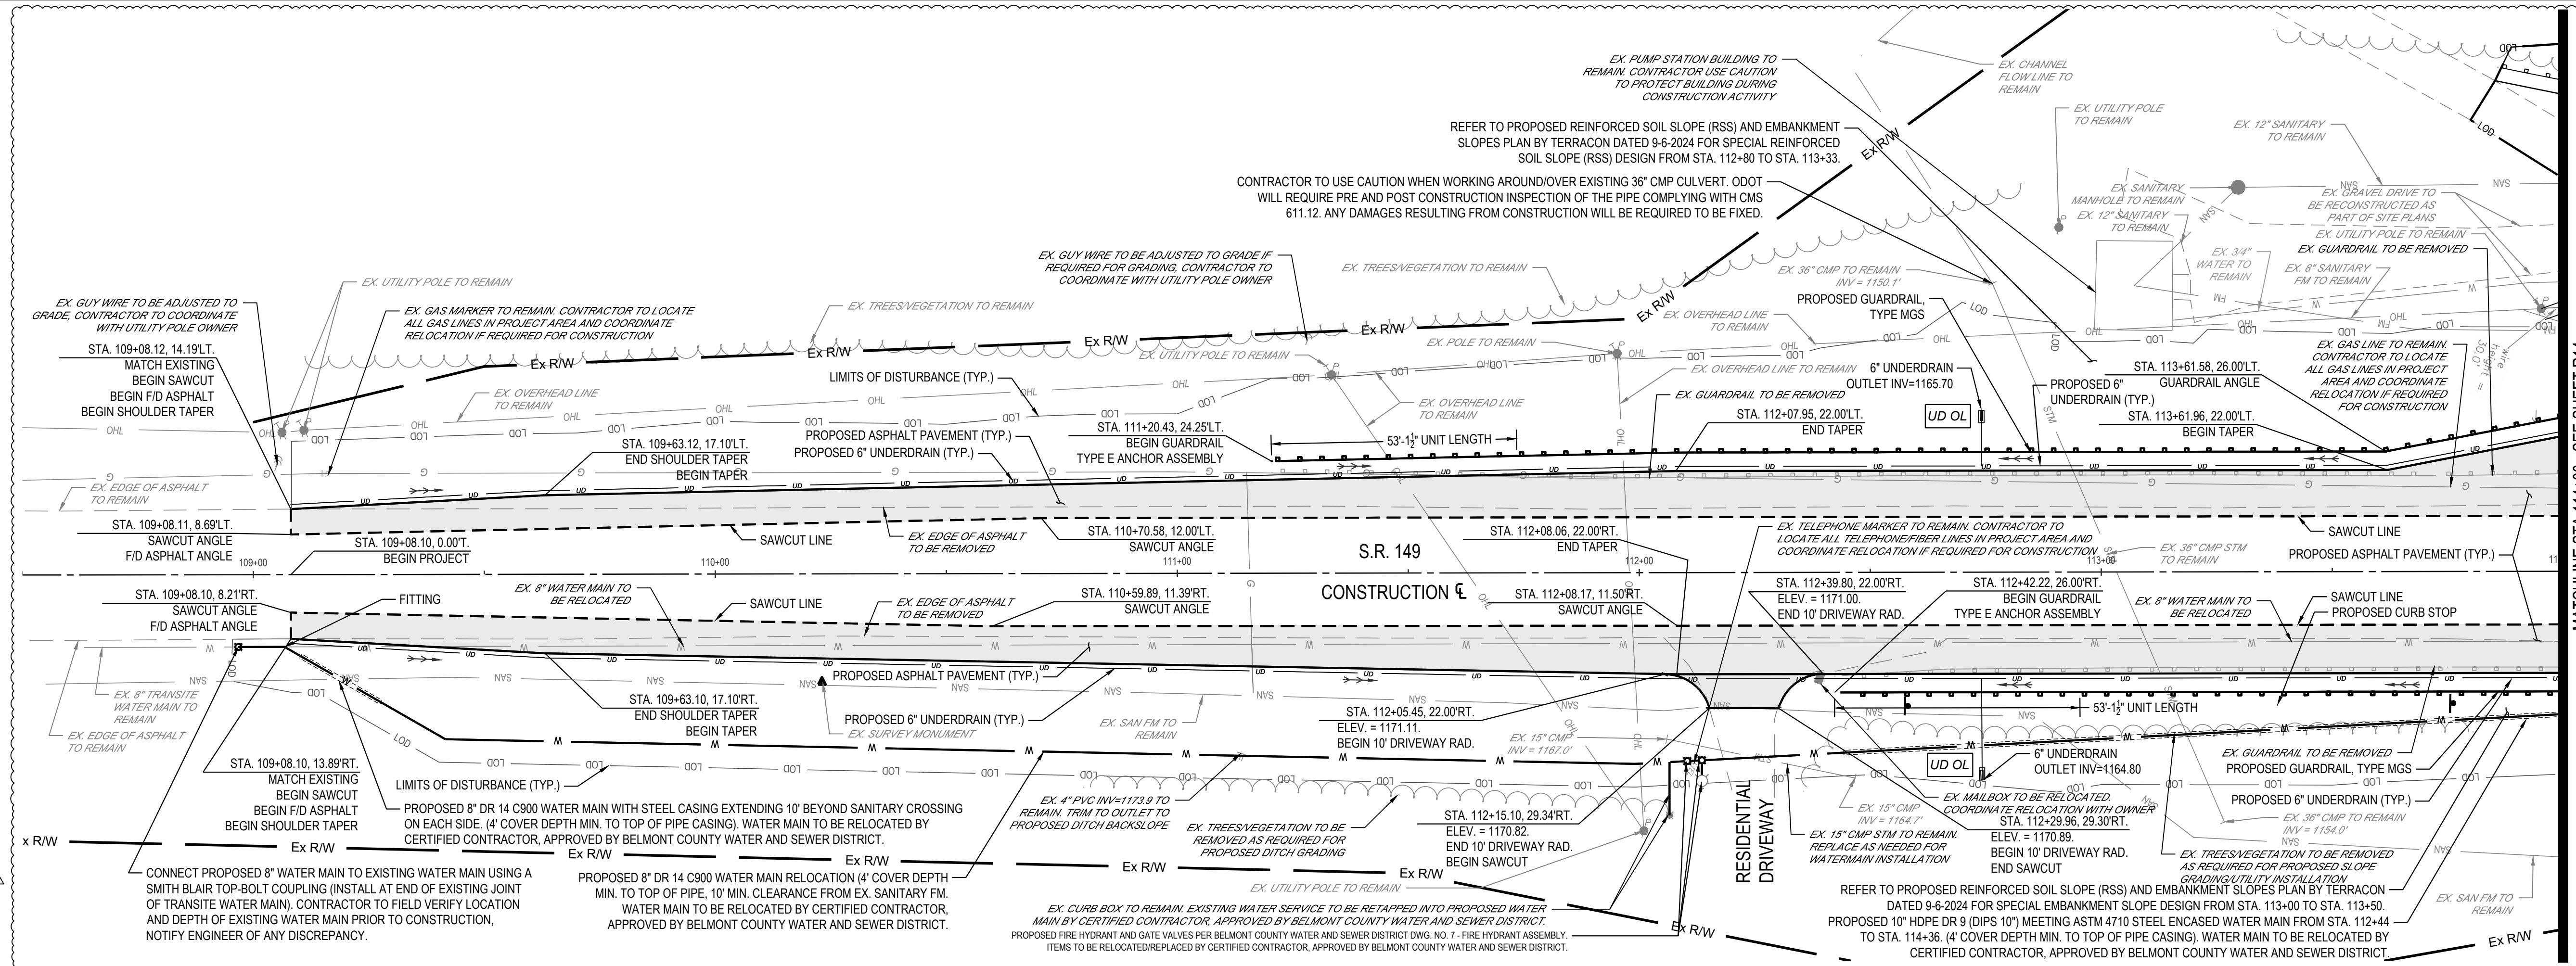 EX. PUMP STATION BUILDING TO
REMAIN. CONTRACTOR USE CAUTION
TO PROTECT BUILDING DURING
CONSTRUCTION ACTIVITY
EX. CHANNEL
FLOW LINE TO
REMAIN
LOD
EX. UTILITY POLE
TO REMAIN
EX. 12" SANITARY
TO REMAIN
LOD
REFER TO PROPOSED REINFORCED SOIL SLOPE (RSS) AND EMBANKMENT
SLOPES PLAN BY TERRACON DATED 9-6-2024 FOR SPECIAL REINFORCED
SOIL SLOPE (RSS) DESIGN FROM STA. 112+80 TO STA. 113+33.
Ex R/W
CONTRACTOR TO USE CAUTION WHEN WORKING AROUND/OVER EXISTING 36" CMP CULVERT. ODOT
WILL REQUIRE PRE AND POST CONSTRUCTION INSPECTION OF THE PIPE COMPLYING WITH CMS
611.12. ANY DAMAGES RESULTING FROM CONSTRUCTION WILL BE REQUIRED TO BE FIXED.
EX. SANITARY
MANHOLE TO REMAIN
EX. 12" SANITARY
TO REMAIN
SAN
SAN
SAN
EX. GRAVEL DRIVE TO
BE RECONSTRUCTED AS
PART OF SITE PLANS
EX. UTILITY POLE TO REMAIN
EX. GUARDRAIL TO BE REMOVED
EX. 3/4"
WATER TO
REMAIN
EX. 8" SANITARY
FM TO REMAIN
EX. GUY WIRE TO BE ADJUSTED TO GRADE IF
REQUIRED FOR GRADING, CONTRACTOR TO
COORDINATE WITH UTILITY POLE OWNER
EX. TREES/VEGETATION TO REMAIN
EX. 36" CMP TO REMAIN
INV = 1150.1'
PROPOSED GUARDRAIL,
TYPE MGS
EX. UTILITY POLE TO REMAIN
EX. GUY WIRE TO BE ADJUSTED TO
GRADE, CONTRACTOR TO COORDINATE
WITH UTILITY POLE OWNER
EX. GAS MARKER TO REMAIN. CONTRACTOR TO LOCATE
ALL GAS LINES IN PROJECT AREA AND COORDINATE
RELOCATION IF REQUIRED FOR CONSTRUCTION
EX. TREES/VEGETATION TO REMAIN
Ex R/W
Ex R/W
Ex R/W
Ex R/W
Ex R/W
EX. OVERHEAD LINE
TO REMAIN
EX. POLE TO REMAIN
EX. UTILITY POLE TO REMAIN
EX. OVERHEAD LINE TO REMAIN
wire
height =
30.0'
EX. GAS LINE TO REMAIN.
CONTRACTOR TO LOCATE
ALL GAS LINES IN PROJECT
AREA AND COORDINATE
RELOCATION IF REQUIRED
FOR CONSTRUCTION
STA. 109+08.12, 14.19'LT.
MATCH EXISTING
BEGIN SAWCUT
BEGIN F/D ASPHALT
BEGIN SHOULDER TAPER
LIMITS OF DISTURBANCE (TYP.)
6" UNDERDRAIN
OUTLET INV=1165.70
UD OL
PROPOSED 6"
UNDERDRAIN (TYP.)
STA. 113+61.58, 26.00'LT.
GUARDRAIL ANGLE
STA. 113+61.96, 22.00'LT.
BEGIN TAPER
EX. OVERHEAD LINE
TO REMAIN
EX. OVERHEAD LINE
TO REMAIN
EX. GUARDRAIL TO BE REMOVED
STA. 112+07.95, 22.00'LT.
END TAPER
OHL
OHL
OHL
LOD
LOD
LOD
STA. 109+63.12, 17.10'LT.
END SHOULDER TAPER
BEGIN TAPER
PROPOSED ASPHALT PAVEMENT (TYP.)
PROPOSED 6" UNDERDRAIN (TYP.)
STA. 111+20.43, 24.25'LT.
BEGIN GUARDRAIL
TYPE E ANCHOR ASSEMBLY
53'-1½" UNIT LENGTH
G
G
G
UD
UD
UD
STM
EX. EDGE OF ASPHALT
TO REMAIN
STA. 109+08.11, 8.69'LT.
SAWCUT ANGLE
F/D ASPHALT ANGLE
STA. 109+08.10, 0.00'T.
BEGIN PROJECT
SAWCUT LINE
EX. EDGE OF ASPHALT
TO BE REMOVED
STA. 110+70.58, 12.00'LT.
SAWCUT ANGLE
S.R. 149
STA. 112+08.06, 22.00'RT.
END TAPER
EX. TELEPHONE MARKER TO REMAIN. CONTRACTOR TO
LOCATE ALL TELEPHONE/FIBER LINES IN PROJECT AREA AND
COORDINATE RELOCATION IF REQUIRED FOR CONSTRUCTION
EX. 36" CMP STM
TO REMAIN
SAWCUT LINE
PROPOSED ASPHALT PAVEMENT (TYP.)
109+00
110+00
111+00
112+00
113+00
CONSTRUCTION ℄
STA. 109+08.10, 8.21'RT.
SAWCUT ANGLE
F/D ASPHALT ANGLE
FITTING
EX. 8" WATER MAIN TO
BE RELOCATED
SAWCUT LINE
EX. EDGE OF ASPHALT
TO BE REMOVED
STA. 110+59.89, 11.39'RT.
SAWCUT ANGLE
STA. 112+08.17, 11.50'RT.
SAWCUT ANGLE
STA. 112+39.80, 22.00'RT.
ELEV. = 1171.00.
END 10' DRIVEWAY RAD.
STA. 112+42.22, 26.00'RT.
BEGIN GUARDRAIL
TYPE E ANCHOR ASSEMBLY
EX. 8" WATER MAIN TO
BE RELOCATED
SAWCUT LINE
PROPOSED CURB STOP
W
W
W
SAN
SAN
SAN
EX. 8" TRANSITE
WATER MAIN TO
REMAIN
EX. EDGE OF ASPHALT
TO REMAIN
STA. 109+63.10, 17.10'RT.
END SHOULDER TAPER
BEGIN TAPER
PROPOSED ASPHALT PAVEMENT (TYP.)
PROPOSED 6" UNDERDRAIN (TYP.)
EX. SURVEY MONUMENT
EX. SAN FM TO
REMAIN
STA. 112+05.45, 22.00'RT.
ELEV. = 1171.11.
BEGIN 10' DRIVEWAY RAD.
EX. 15" CMP
INV = 1167.0'
53'-1½" UNIT LENGTH
STA. 109+08.10, 13.89'RT.
MATCH EXISTING
BEGIN SAWCUT
BEGIN F/D ASPHALT
BEGIN SHOULDER TAPER
LIMITS OF DISTURBANCE (TYP.)
UD OL
6" UNDERDRAIN
OUTLET INV=1164.80
EX. GUARDRAIL TO BE REMOVED
PROPOSED GUARDRAIL, TYPE MGS
PROPOSED 6" UNDERDRAIN (TYP.)
PROPOSED 8" DR 14 C900 WATER MAIN WITH STEEL CASING EXTENDING 10' BEYOND SANITARY CROSSING
ON EACH SIDE. (4' COVER DEPTH MIN. TO TOP OF PIPE CASING). WATER MAIN TO BE RELOCATED BY
CERTIFIED CONTRACTOR, APPROVED BY BELMONT COUNTY WATER AND SEWER DISTRICT.
EX. 4" PVC INV=1173.9 TO
REMAIN. TRIM TO OUTLET TO
PROPOSED DITCH BACKSLOPE
EX. TREES/VEGETATION TO BE
REMOVED AS REQUIRED FOR
PROPOSED DITCH GRADING
STA. 112+15.10, 29.34'RT.
ELEV. = 1170.82.
END 10' DRIVEWAY RAD.
BEGIN SAWCUT
RESIDENTIAL
DRIVEWAY
EX. 15" CMP
INV = 1164.7'
EX. 15" CMP STM TO REMAIN.
REPLACE AS NEEDED FOR
WATERMAIN INSTALLATION
EX. MAILBOX TO BE RELOCATED.
COORDINATE RELOCATION WITH OWNER
STA. 112+29.96, 29.30'RT.
ELEV. = 1170.89.
BEGIN 10' DRIVEWAY RAD.
END SAWCUT
EX. 36" CMP TO REMAIN
INV = 1154.0'
EX. TREES/VEGETATION TO BE REMOVED
AS REQUIRED FOR PROPOSED SLOPE
GRADING/UTILITY INSTALLATION
x R/W
Ex R/W
Ex R/W
Ex R/W
Ex R/W
Ex R/W
CONNECT PROPOSED 8" WATER MAIN TO EXISTING WATER MAIN USING A
SMITH BLAIR TOP-BOLT COUPLING (INSTALL AT END OF EXISTING JOINT
OF TRANSITE WATER MAIN). CONTRACTOR TO FIELD VERIFY LOCATION
AND DEPTH OF EXISTING WATER MAIN PRIOR TO CONSTRUCTION,
NOTIFY ENGINEER OF ANY DISCREPANCY.
PROPOSED 8" DR 14 C900 WATER MAIN RELOCATION (4' COVER DEPTH
MIN. TO TOP OF PIPE, 10' MIN. CLEARANCE FROM EX. SANITARY FM.
WATER MAIN TO BE RELOCATED BY CERTIFIED CONTRACTOR,
APPROVED BY BELMONT COUNTY WATER AND SEWER DISTRICT.
EX. UTILITY POLE TO REMAIN
EX. CURB BOX TO REMAIN. EXISTING WATER SERVICE TO BE RETAPPED INTO PROPOSED WATER
MAIN BY CERTIFIED CONTRACTOR, APPROVED BY BELMONT COUNTY WATER AND SEWER DISTRICT.
PROPOSED FIRE HYDRANT AND GATE VALVES PER BELMONT COUNTY WATER AND SEWER DISTRICT DWG. NO. 7 - FIRE HYDRANT ASSEMBLY.
ITEMS TO BE RELOCATED/REPLACED BY CERTIFIED CONTRACTOR, APPROVED BY BELMONT COUNTY WATER AND SEWER DISTRICT.
Ex R/W
REFER TO PROPOSED REINFORCED SOIL SLOPE (RSS) AND EMBANKMENT SLOPES PLAN BY TERRACON
DATED 9-6-2024 FOR SPECIAL EMBANKMENT SLOPE DESIGN FROM STA. 113+00 TO STA. 113+50.
PROPOSED 10" HDPE DR 9 (DIPS 10") MEETING ASTM 4710 STEEL ENCASED WATER MAIN FROM STA. 112+44
TO STA. 114+36. (4' COVER DEPTH MIN. TO TOP OF PIPE CASING). WATER MAIN TO BE RELOCATED BY
CERTIFIED CONTRACTOR, APPROVED BY BELMONT COUNTY WATER AND SEWER DISTRICT.
EX. SAN FM TO
REMAIN
Ex R/W